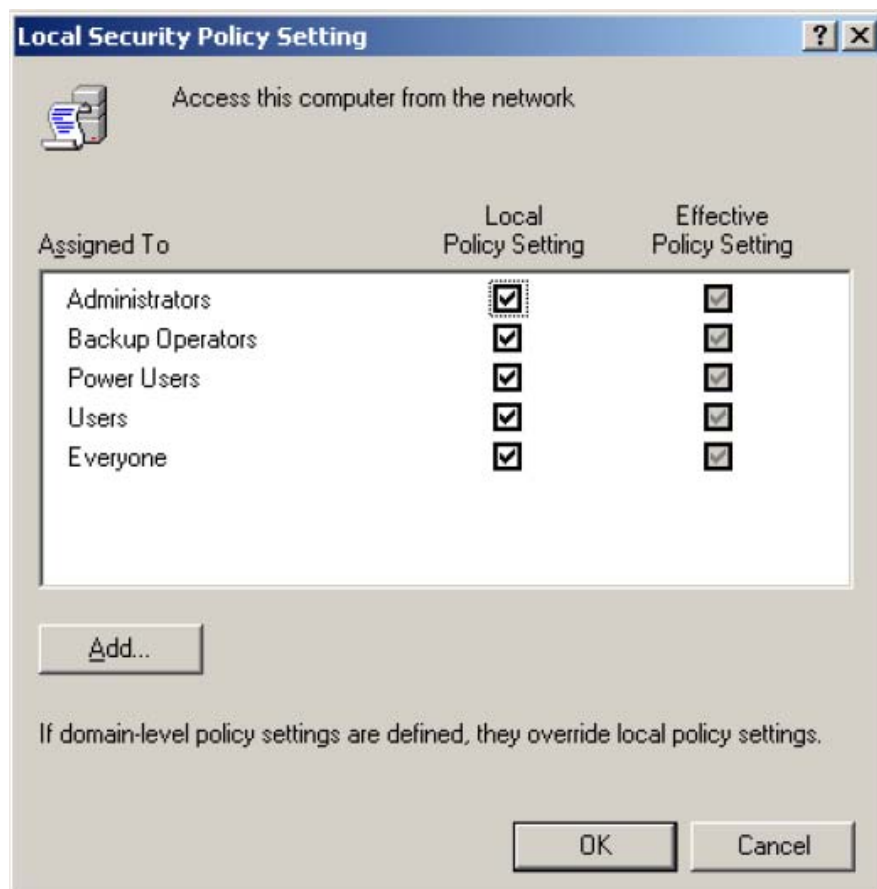 Local Security Policy Setting
Access this computer from the network
Local Effective
Assigned To Policy Setting Policy Setting
Administrators
Backup Operators
Power Users
Users
Everyone
Add...
If domain-level policy settings are defined, they override local policy settings.
OK Cancel